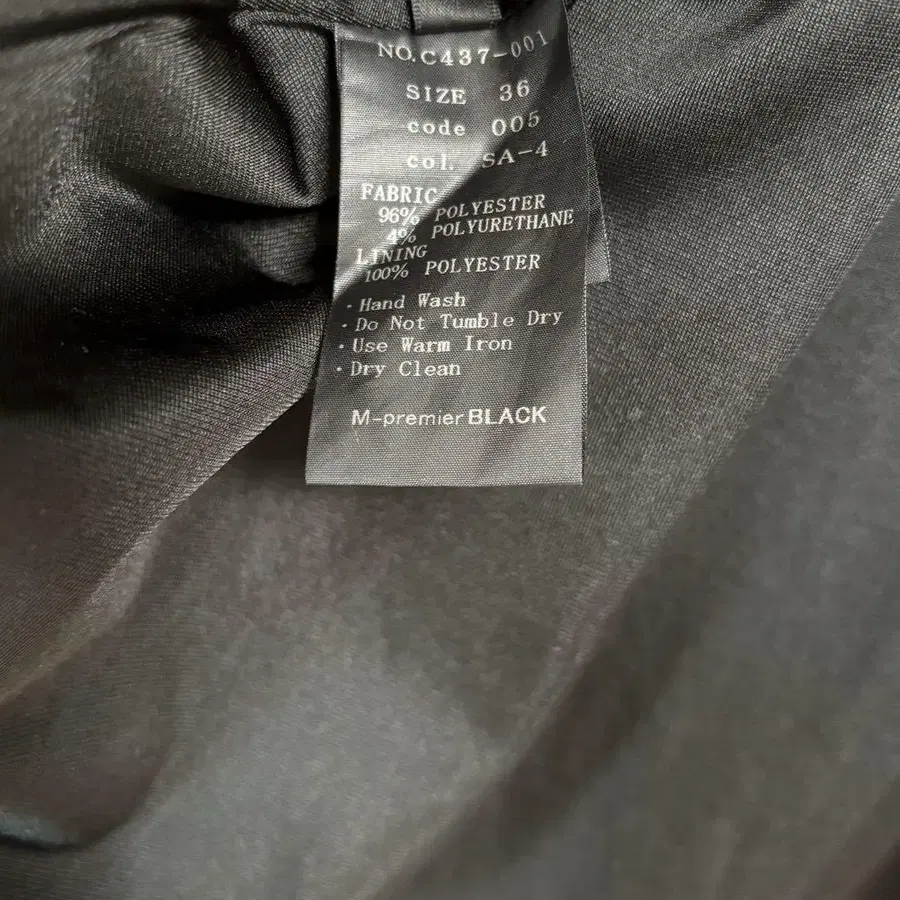 NO.C437-001
SIZE 36
code 005
col. SA-4
FABRIC
96% POLYESTER
4% POLYURETHANE
LINING
100% POLYESTER
・Hand Wash
・Do Not Tumble Dry
・Use Warm Iron
・Dry Clean
M-premier BLACK